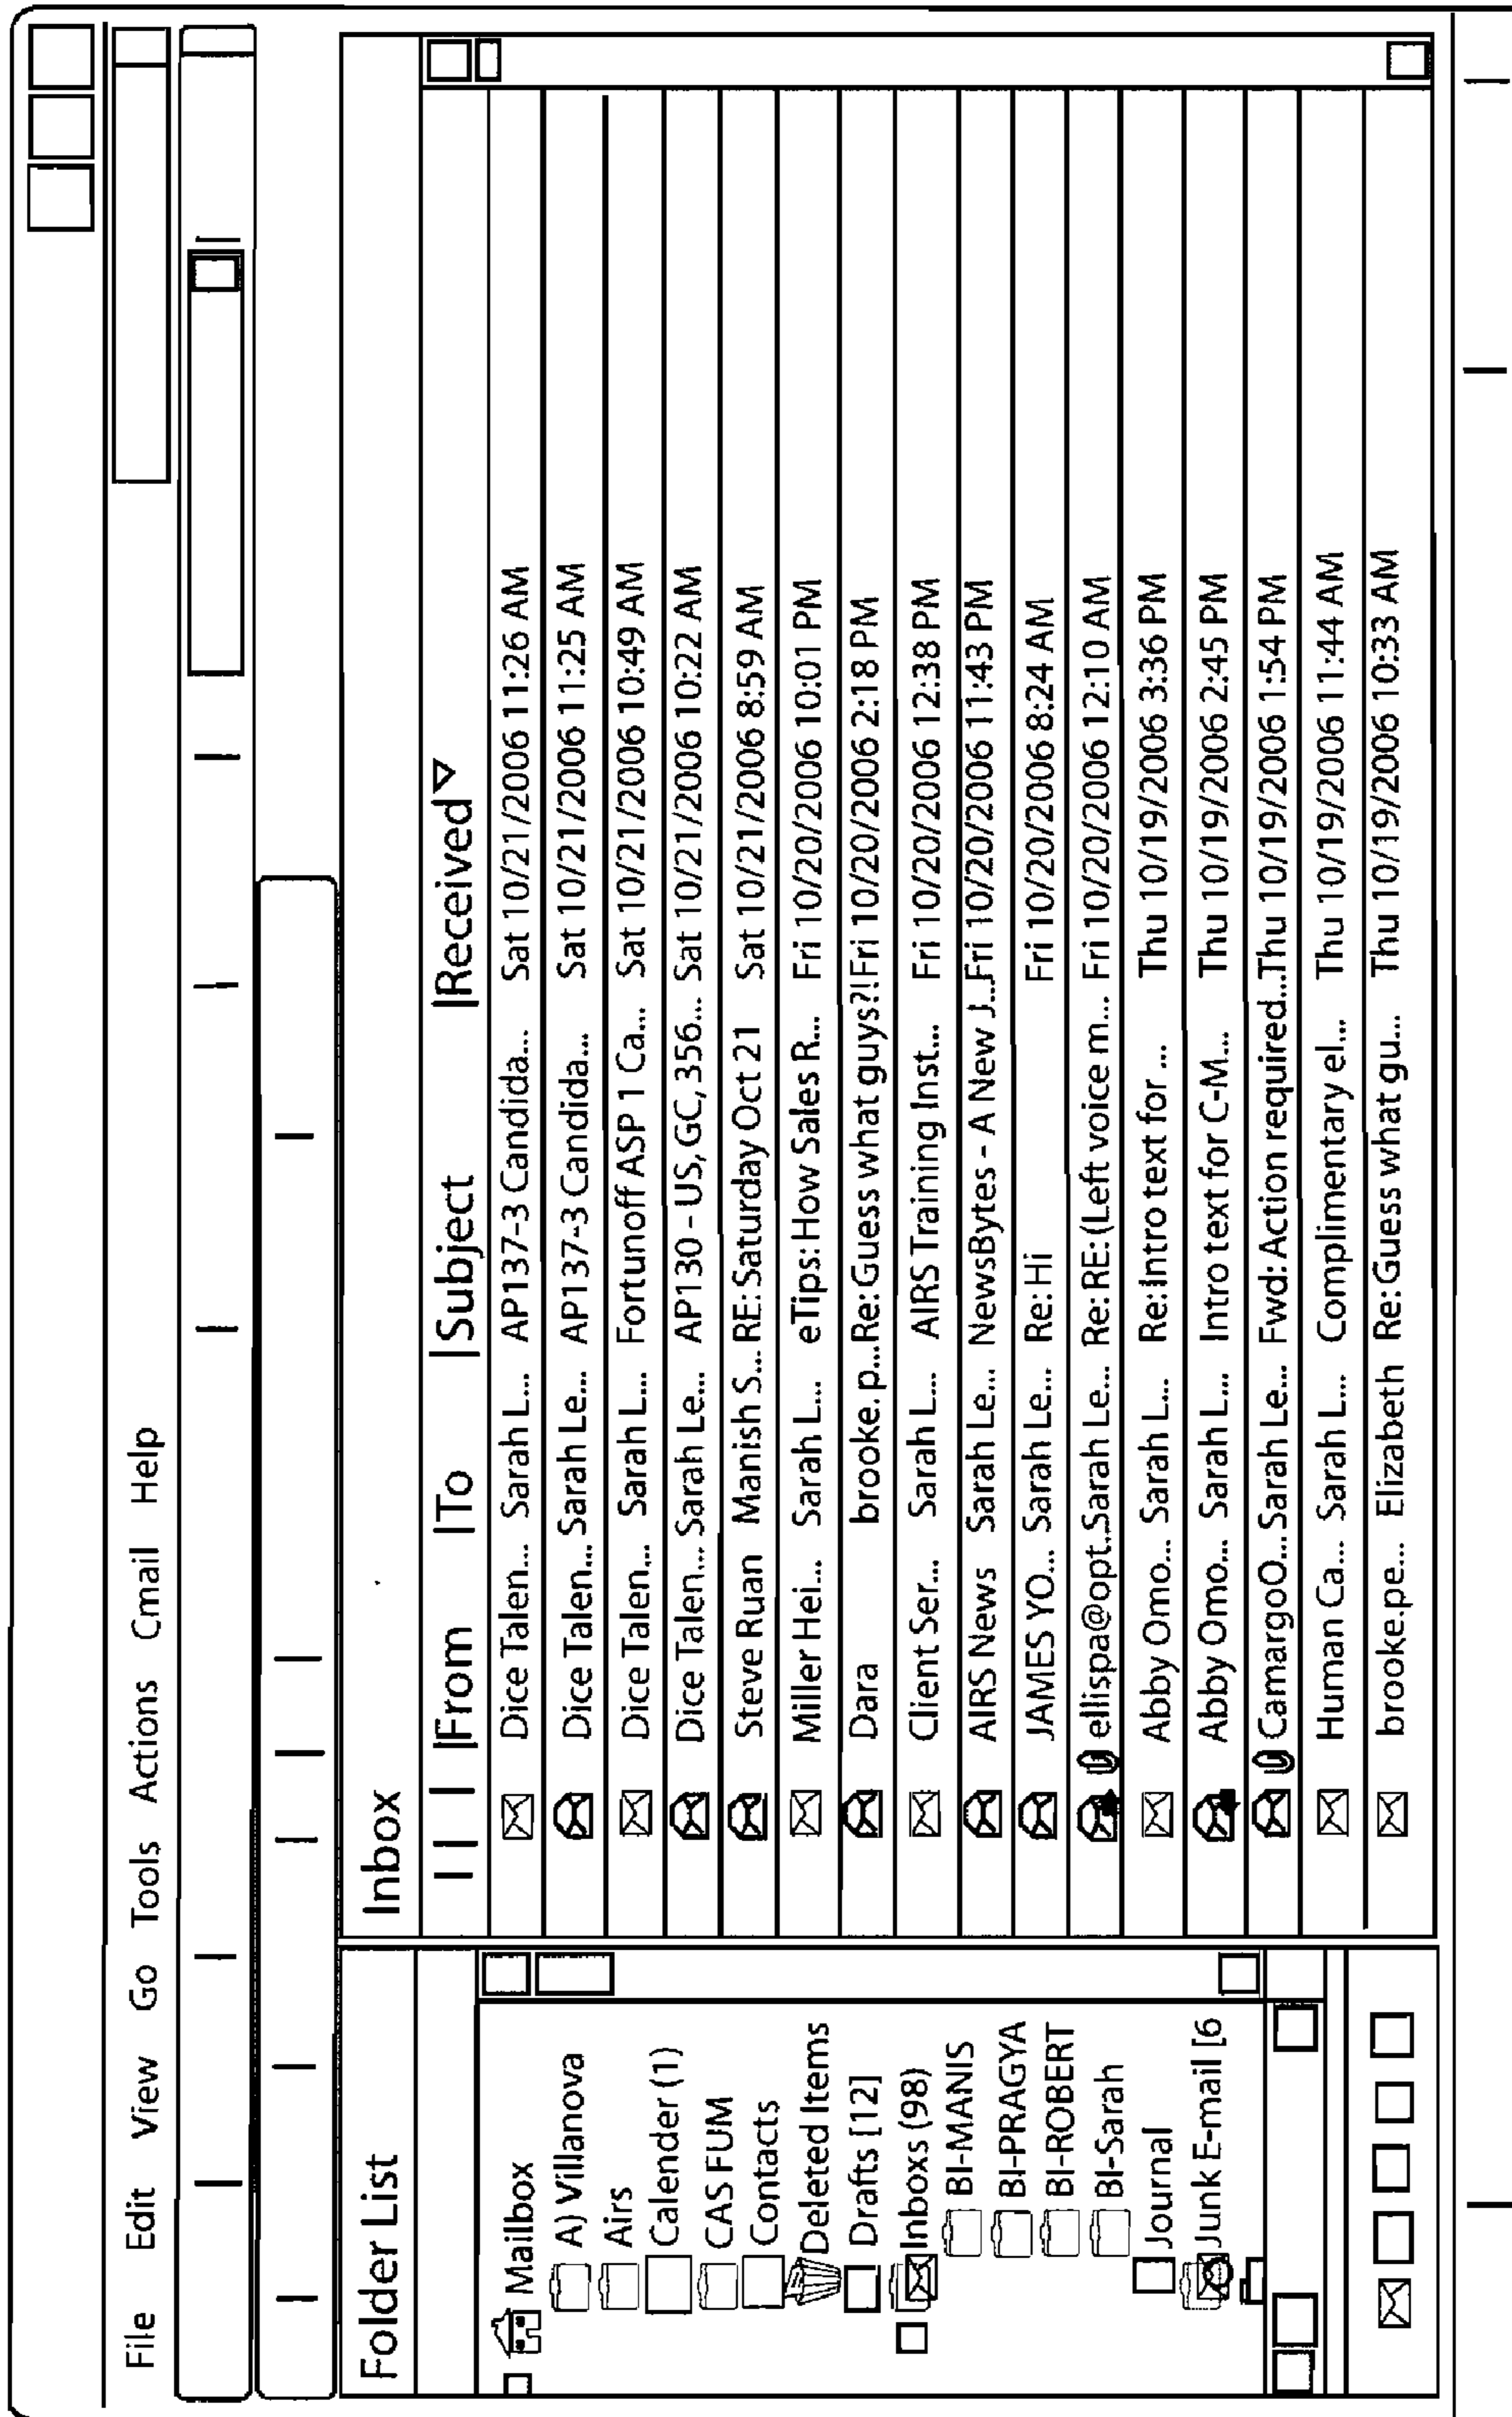 File Edit View Go Tools Actions Cmail Help
Folder List
Mailbox
A) Villanova
Airs
Calender (1)
CAS FUM
Contacts
Deleted Items
Drafts [12]
Inboxs (98)
BI-MANIS
BI-PRAGYA
BI-ROBERT
BI-Sarah
Journal
Junk E-mail [6
Inbox
| | |From |To |Subject |Received
Dice Talen... Sarah L... AP137-3 Candida... Sat 10/21/2006 11:26 AM
Dice Talen... Sarah Le... AP137-3 Candida... Sat 10/21/2006 11:25 AM
Dice Talen... Sarah L... Fortunoff ASP 1 Ca... Sat 10/21/2006 10:49 AM
Dice Talen... Sarah Le... AP130 - US, GC, 356... Sat 10/21/2006 10:22 AM
Steve Ruan Manish S... RE: Saturday Oct 21 Sat 10/21/2006 8:59 AM
Miller Hei... Sarah L... eTips: How Sales R... Fri 10/20/2006 10:01 PM
Dara brooke. p... Re: Guess what guys?! Fri 10/20/2006 2:18 PM
Client Ser... Sarah L... AIRS Training Inst... Fri 10/20/2006 12:38 PM
AIRS News Sarah Le... NewsBytes - A New J... Fri 10/20/2006 11:43 PM
JAMES YO... Sarah Le... Re: Hi Fri 10/20/2006 8:24 AM
ellispa@opt.. Sarah Le... Re: RE: (Left voice m... Fri 10/20/2006 12:10 AM
Abby Omo... Sarah L... Re: Intro text for ... Thu 10/19/2006 3:36 PM
Abby Omo... Sarah L... Intro text for C-M... Thu 10/19/2006 2:45 PM
CamargoO... Sarah Le... Fwd: Action required... Thu 10/19/2006 1:54 PM
Human Ca... Sarah L... Complimentary el... Thu 10/19/2006 11:44 AM
brooke.pe... Elizabeth Re: Guess what gu... Thu 10/19/2006 10:33 AM